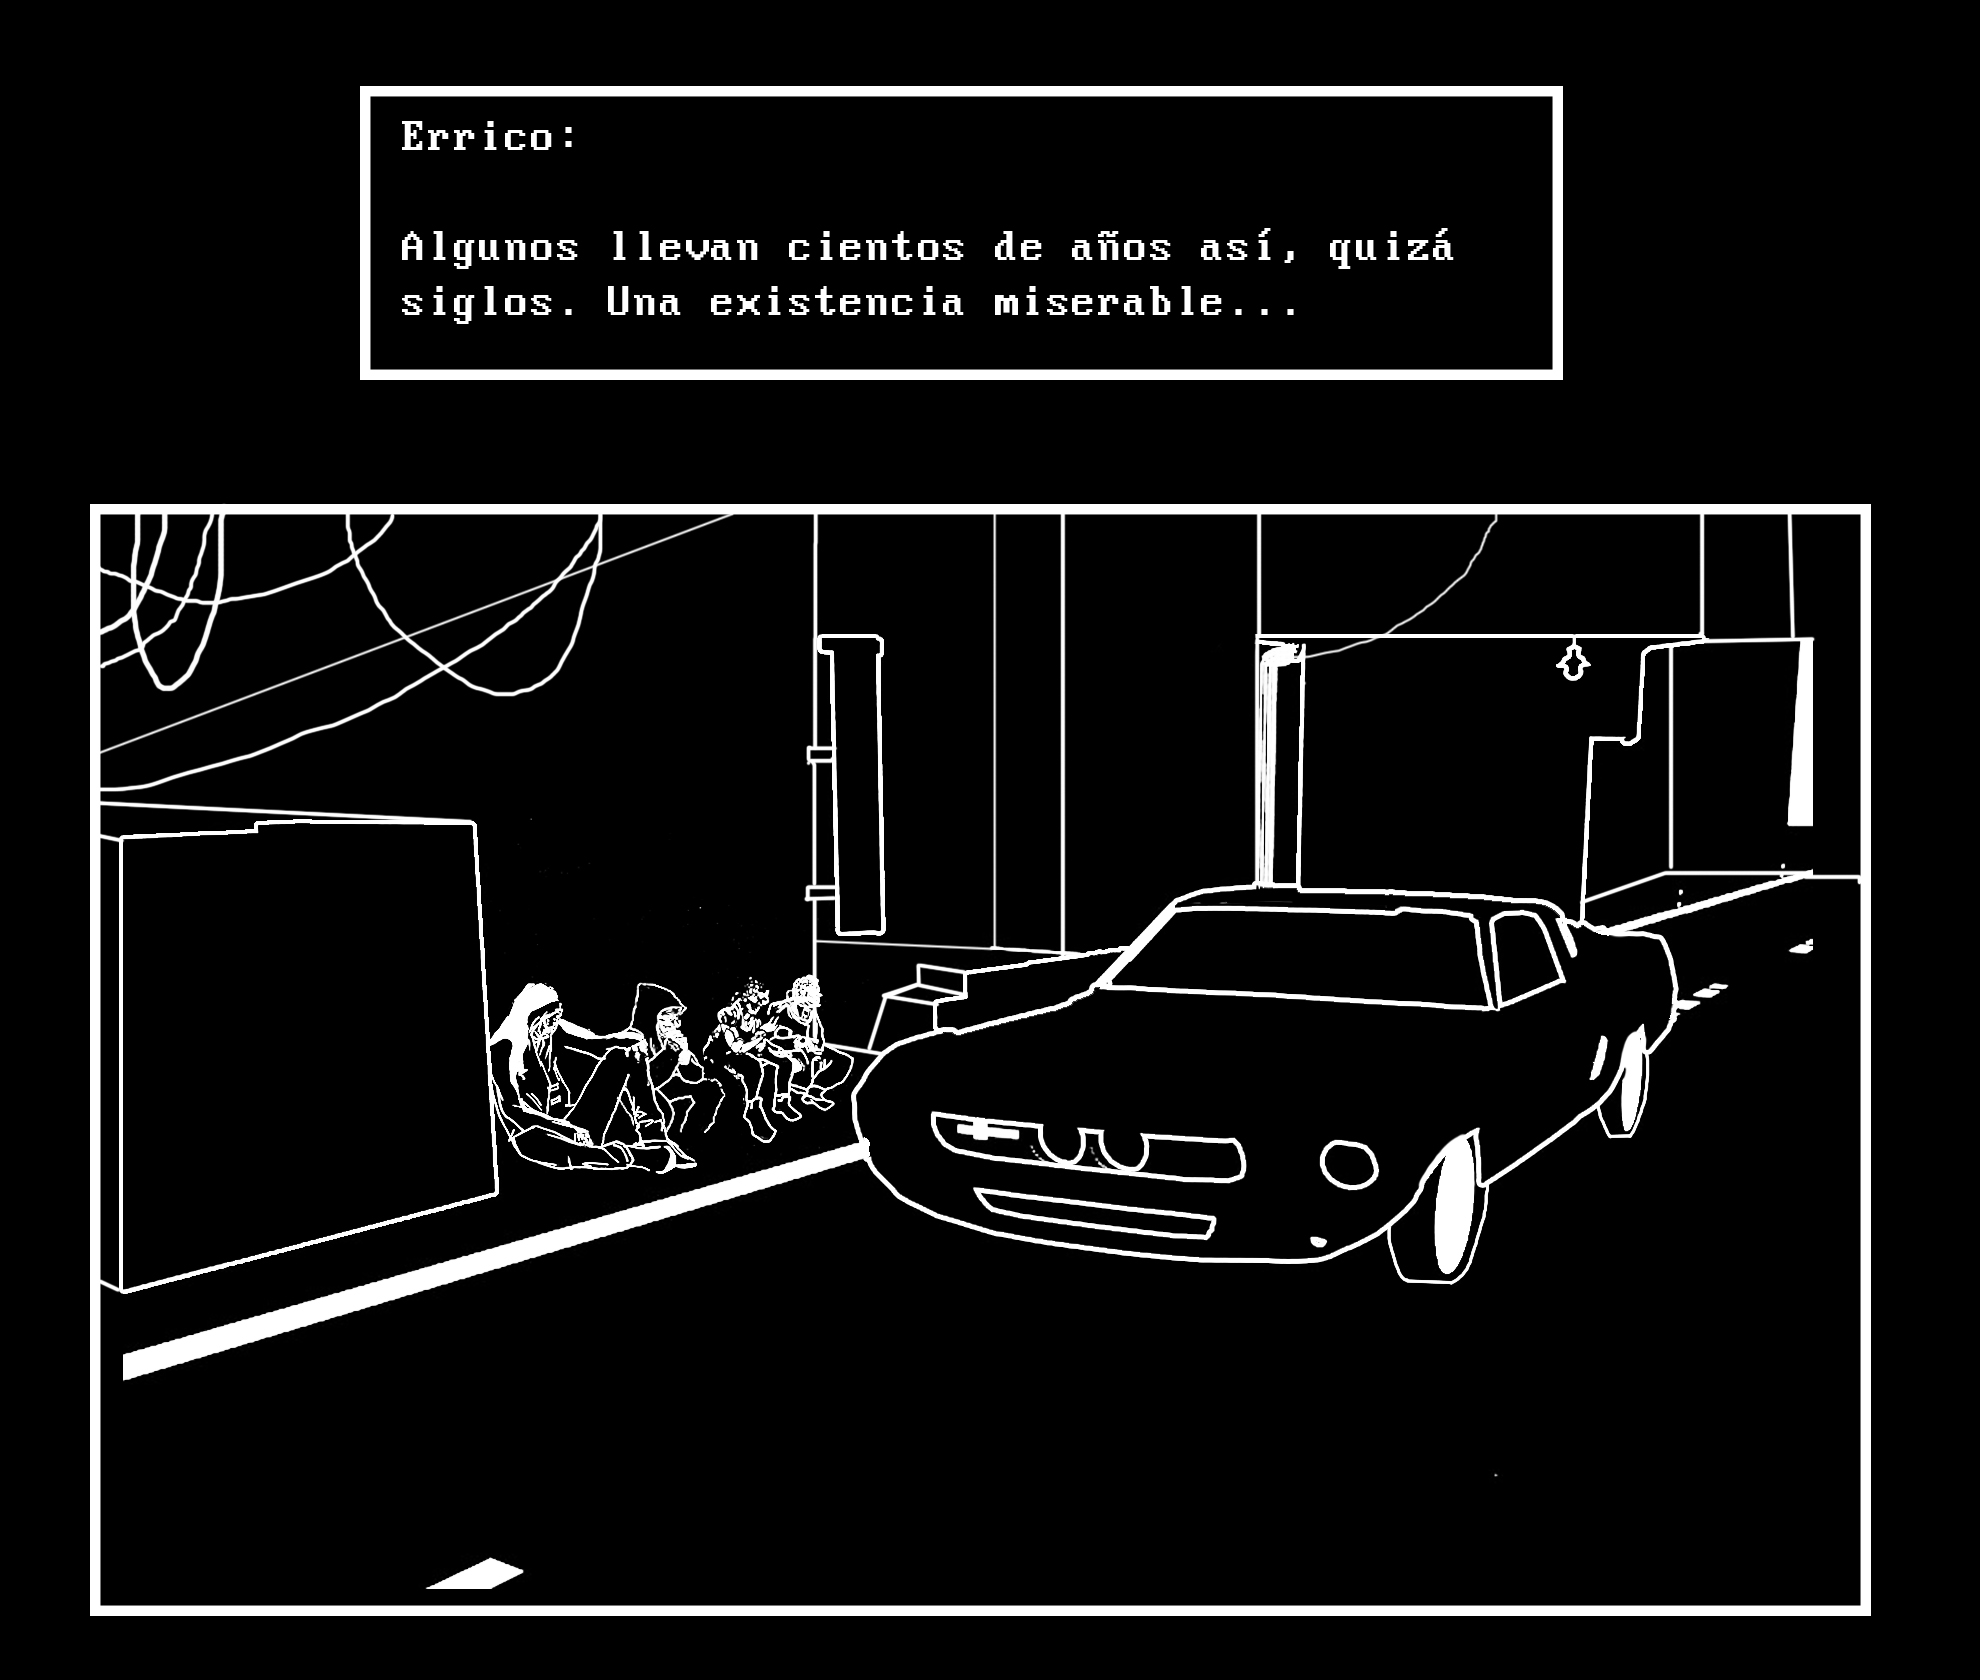 Errico:
Algunos llevan cientos de años así, quizá
siglos. Una existencia miserable...